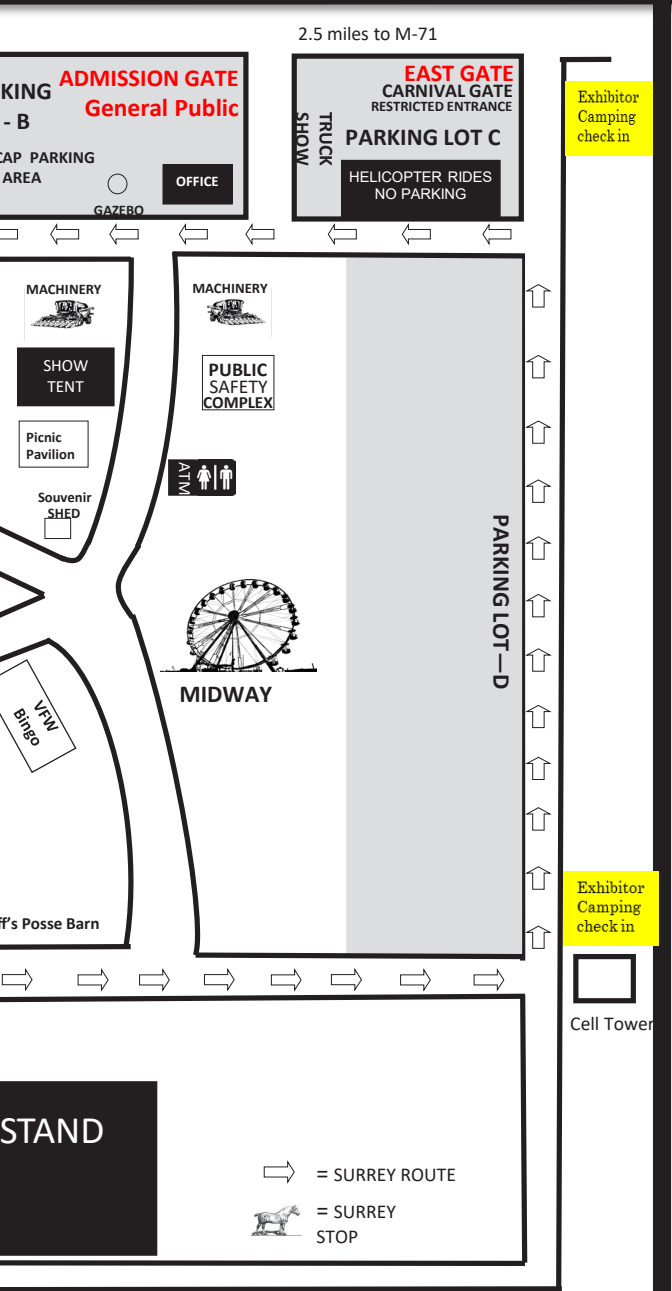 2.5 miles to M-71
KING
- B
CAP PARKING
AREA
ADMISSION GATE
General Public
GAZEBO
OFFICE
EAST GATE
CARNIVAL GATE
RESTRICTED ENTRANCE
TRUCK
SHOW
PARKING LOT C
HELICOPTER RIDES
NO PARKING
Exhibitor
Camping
check in
MACHINERY
MACHINERY
SHOW
TENT
PUBLIC
SAFETY
COMPLEX
Picnic
Pavilion
ATM
Souvenir
SHED
PARKING LOT—D
MIDWAY
VFW
Bingo
ff's Posse Barn
Exhibitor
Camping
check in
Cell Tower
STAND
= SURREY ROUTE
= SURREY
STOP